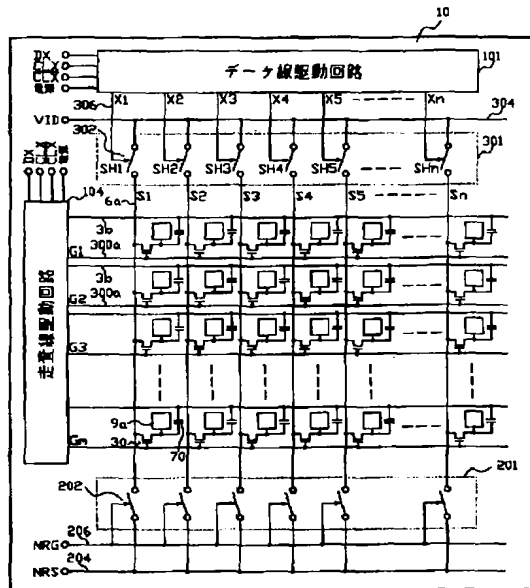 10
DX
CLX
CLX
電源
データ線駆動回路
101
306
X1 X2 X3 X4 X5 Xn
VID
304
302
301
SH1 SH2 SH3 SH4 SH5 SHn
DX
CLX
CLX
電源
104
6a
S1 S2 S3 S4 S5 Sn
走査線駆動回路
3b
G1
300a
3b
G2
300a
G3
Gm
9a
30
70
201
202
206
NRG
204
NRS